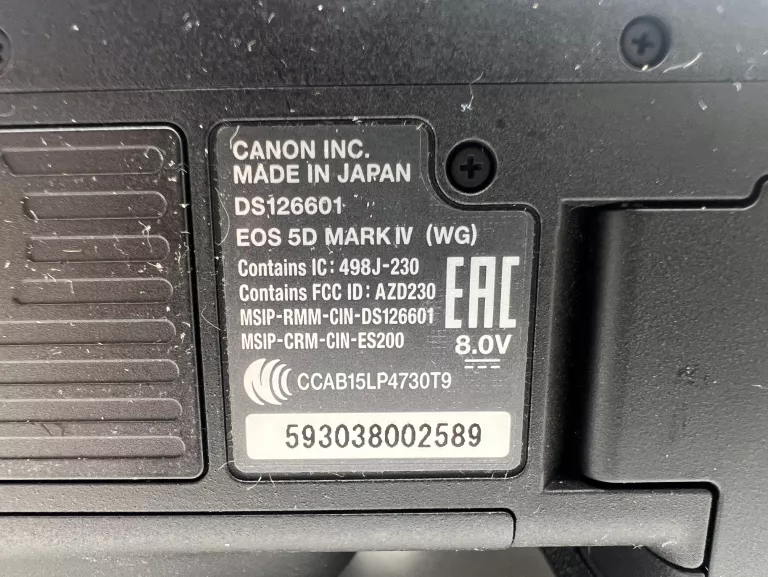 CANON INC.
MADE IN JAPAN
DS126601
EOS 5D MARK IV (WG)
Contains IC: 498J-230
Contains FCC ID: AZD230
MSIP-RMM-CIN-DS126601
MSIP-CRM-CIN-ES200
EAC
8.0V
CCAB15LP4730T9
593038002589